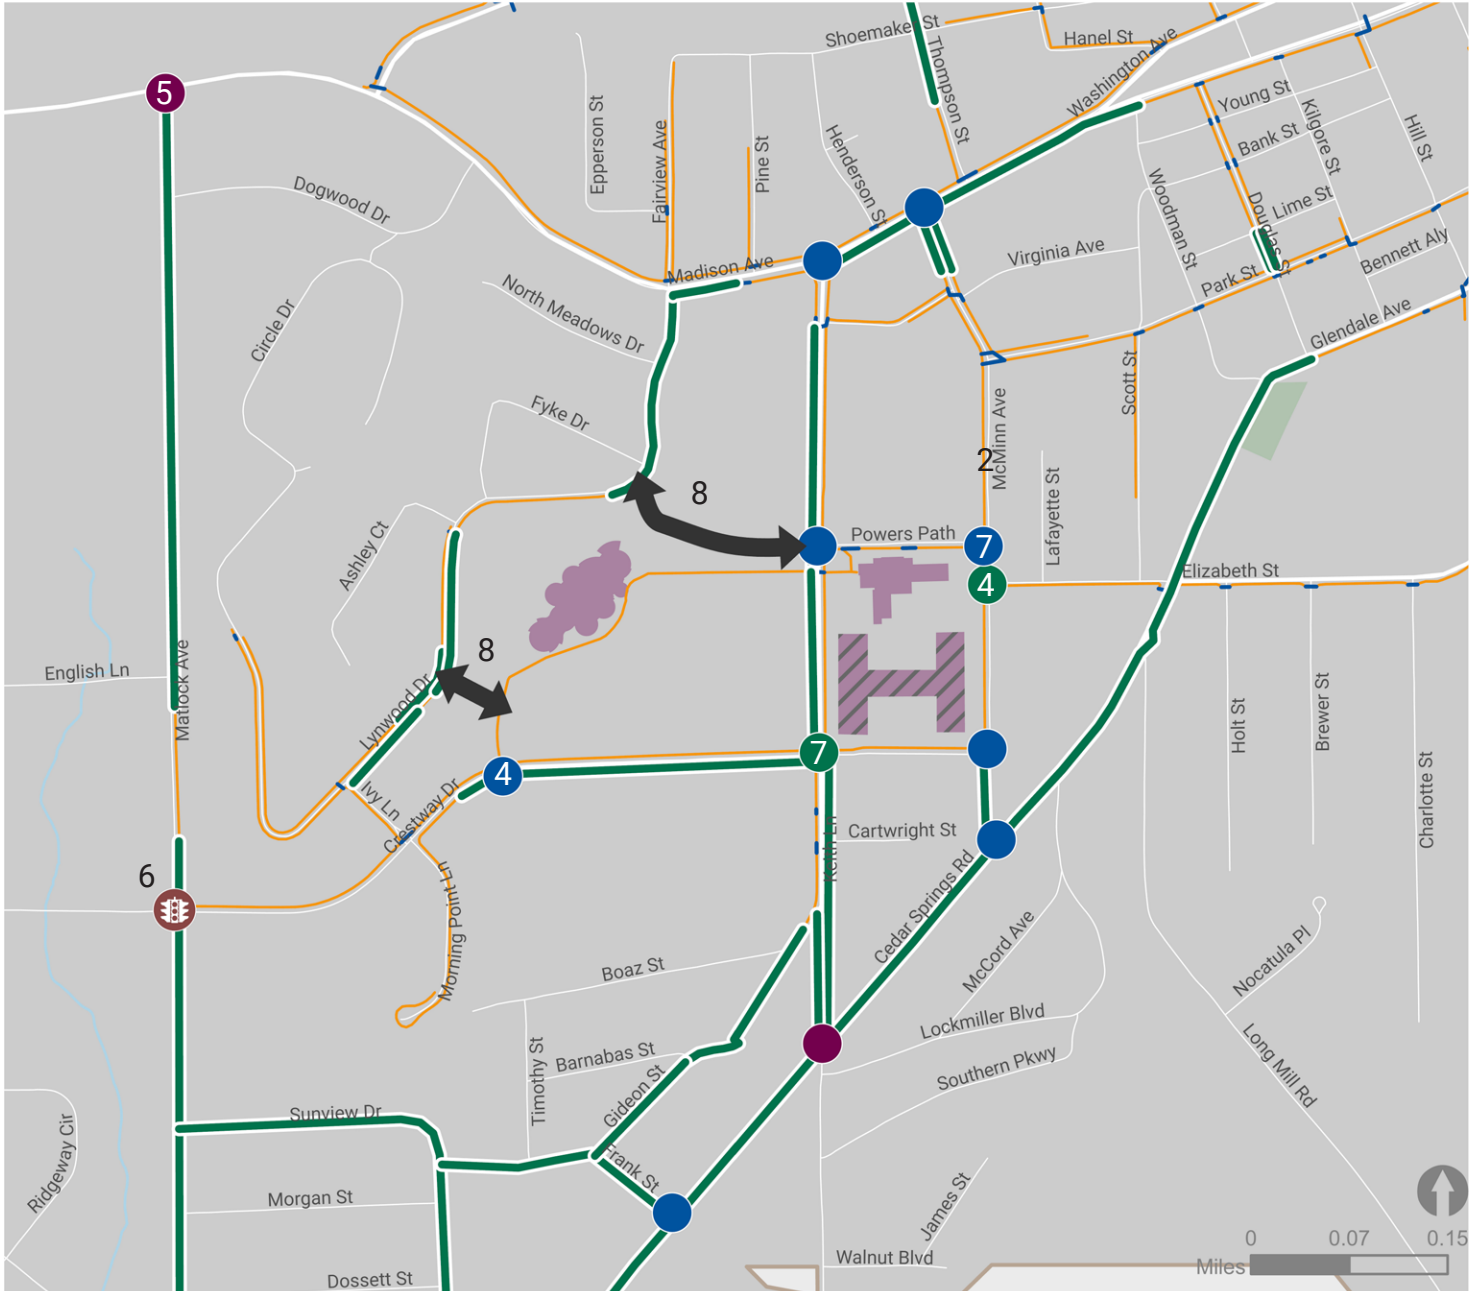 Shoemaker St
Hanel St
Thompson St
Washington Ave
5
Young St
Kilgore St
Hill St
Epperson St
Fairview Ave
Pine St
Henderson St
Bank St
Dogwood Dr
Woodman St
Douglas St
Lime St
Virginia Ave
Bennett Aly
Madison Ave
Park St
North Meadows Dr
Circle Dr
Glendale Ave
Scott St
Fyke Dr
McMinn Ave
2
8
Lafayette St
Ashley Ct
Powers Path
7
4
Elizabeth St
English Ln
Matlock Ave
8
Lynwood Dr
Holt St
Brewer St
7
4
Ivy Ln
Crestway Dr
Charlotte St
Keith Ln
Cartwright St
6
Morning Point Ln
Cedar Springs Rd
McCord Ave
Nocatula Pl
Boaz St
Lockmiller Blvd
Timothy St
Barnabas St
Southern Pkwy
Long Mill Rd
Gideon St
Sunview Dr
Ridgeway Cir
Frank St
Morgan St
James St
Walnut Blvd
Dossett St
0 0.07 0.15
Miles